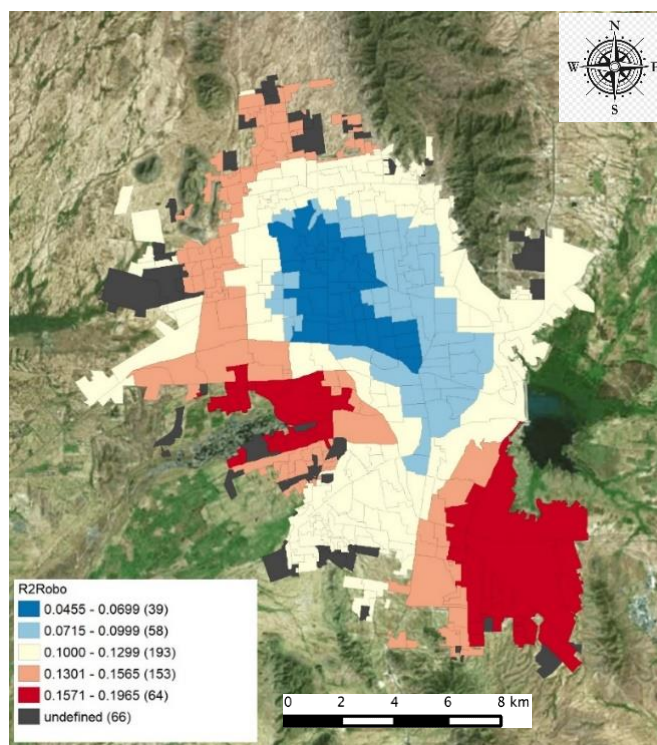 N
W
E
S
R2Robo
0.0455 - 0.0699 (39)
0.0715 - 0.0999 (58)
0.1000 - 0.1299 (193)
0.1301 - 0.1565 (153)
0.1571 - 0.1965 (64)
undefined (66)
0 2 4 6 8 km